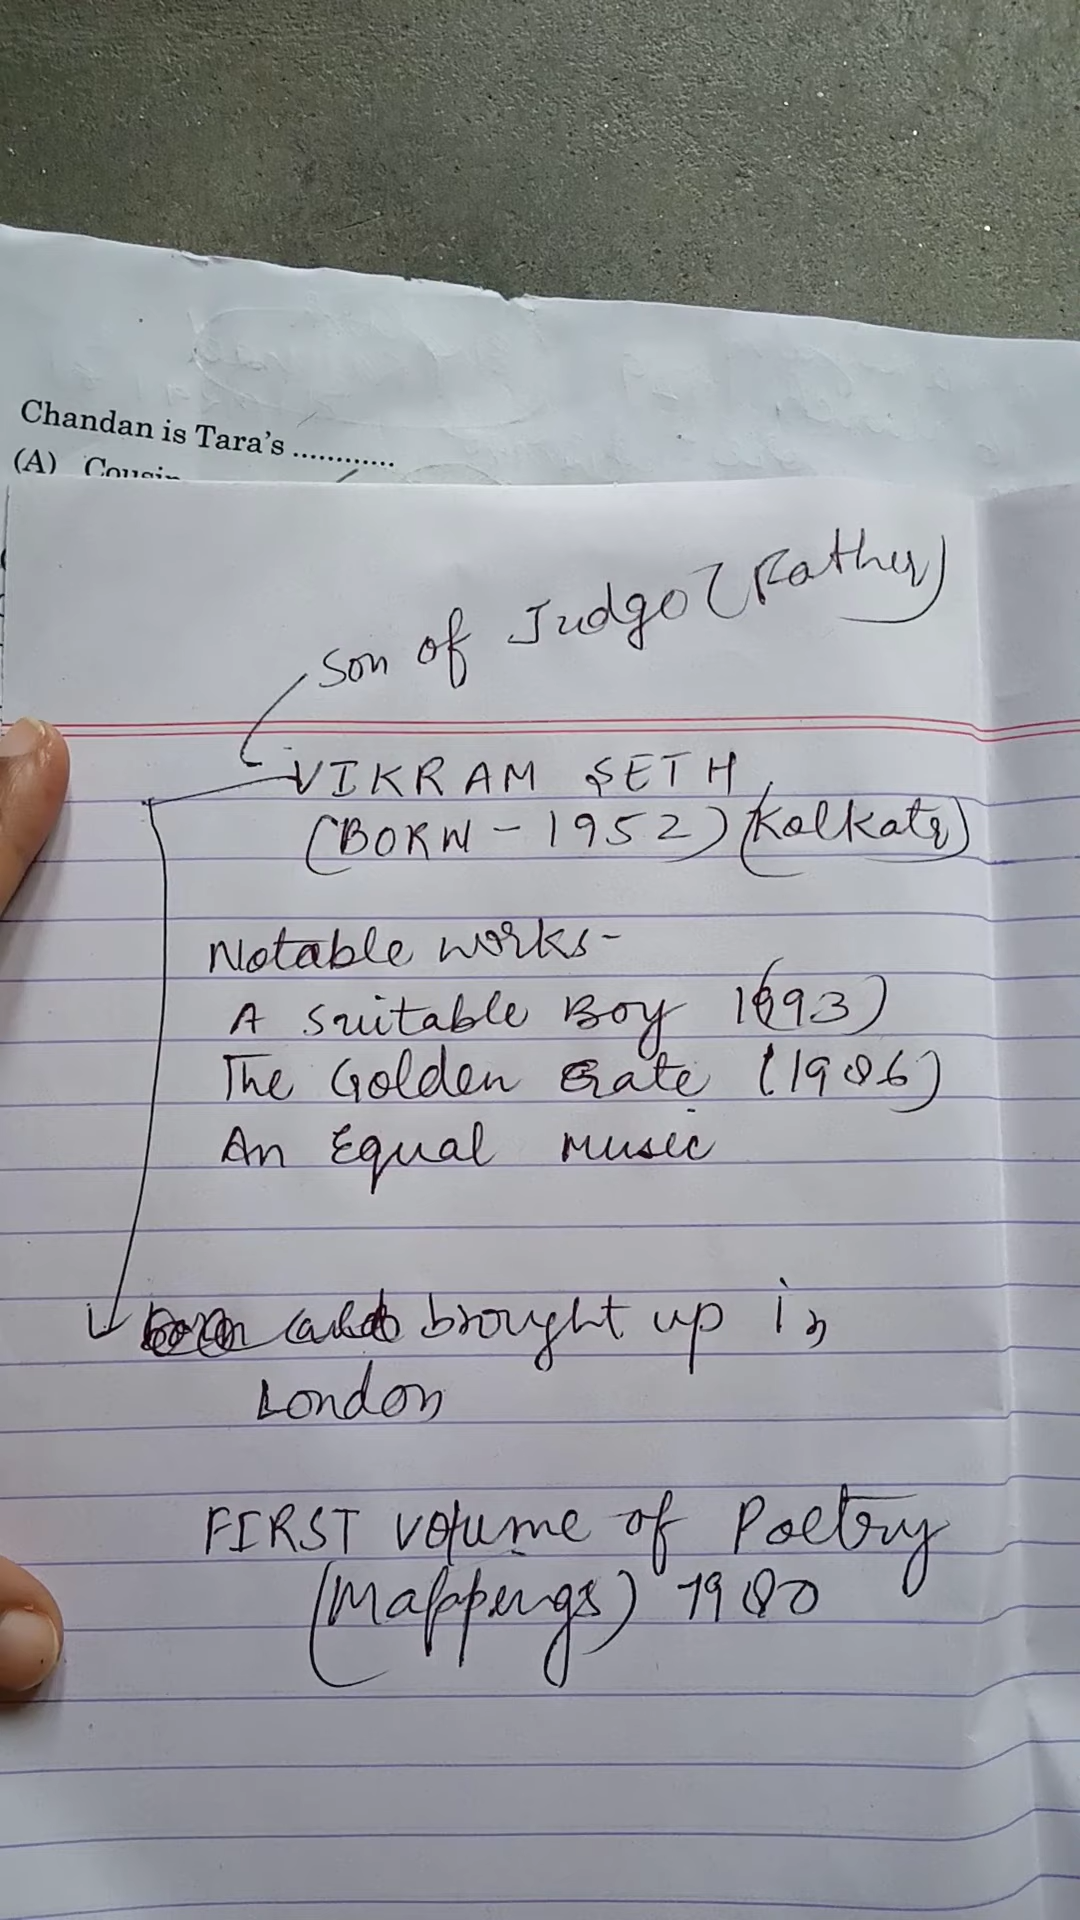 Chandan is Tara's ............
(A) Cousin
Son of Judge (Father)
VIKRAM SETH
(BORN - 1952) (Kolkata)
Notable works-
A Suitable Boy 1993)
The Golden Gate (1986)
An Equal Music
brought up in
London
FIRST volume of Poetry
(Mappings) 1980